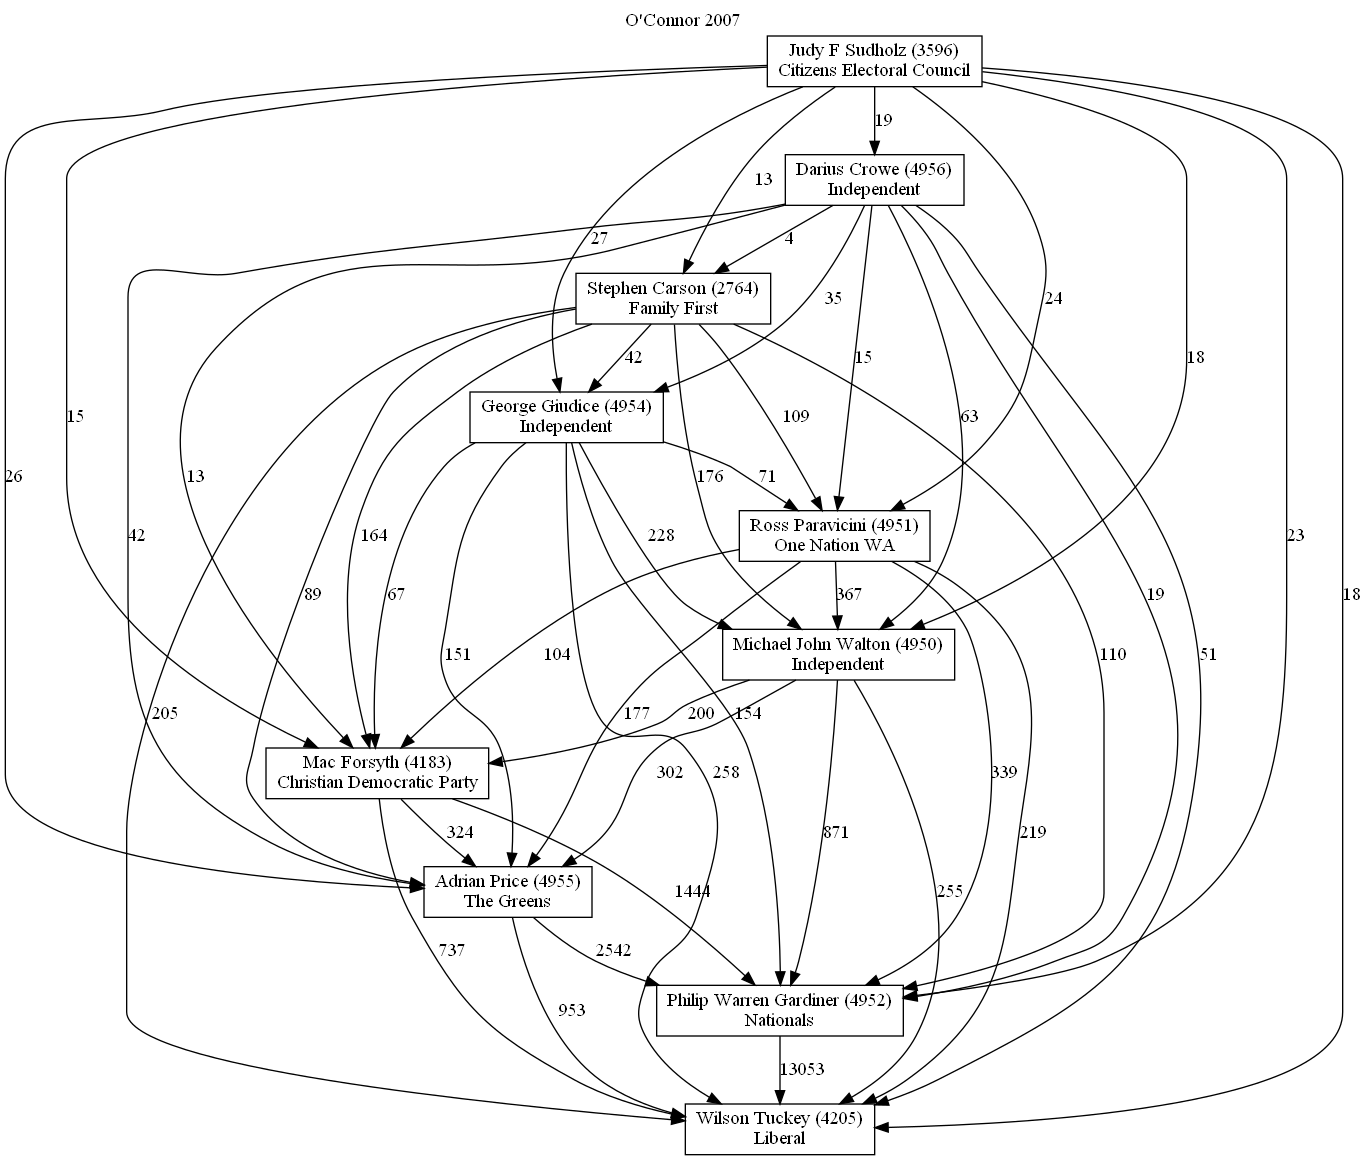 O'Connor 2007
Judy F Sudholz (3596)
Citizens Electoral Council
19
Darius Crowe (4956)
Independent
13
27
4
Stephen Carson (2764)
Family First
35
24
42
15
18
George Giudice (4954)
Independent
15
109
63
26
13
176
71
Ross Paravicini (4951)
One Nation WA
42
164
228
23
89
67
367
19
18
Michael John Walton (4950)
Independent
151
104
110
51
205
177
200
154
Mac Forsyth (4183)
Christian Democratic Party
302
258
339
324
871
219
Adrian Price (4955)
The Greens
1444
255
737
2542
Philip Warren Gardiner (4952)
Nationals
953
13053
Wilson Tuckey (4205)
Liberal